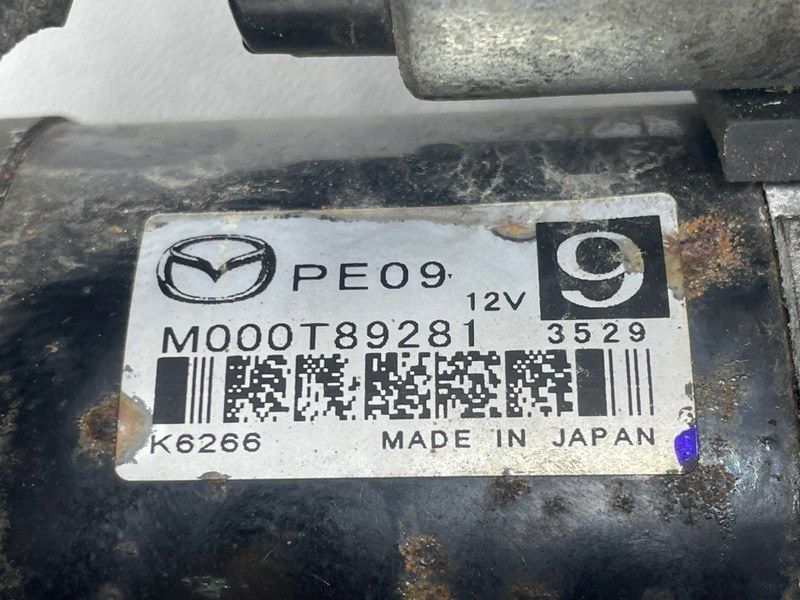 PE09
12V
9
M000T89281
3529
K6266
MADE IN JAPAN